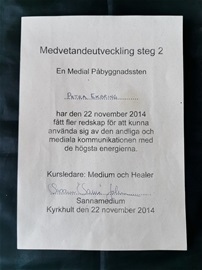 Medvetandeutveckling steg 2
En Medial Påbyggnadssten
har den 22 november 2014
fått fler redskap för att kunna
använda sig av den andliga och
mediala kommunikationen med
de högsta energierna.
Kursledare: Medium och Healer
Sannamedium
Kyrkhult den 22 november 2014